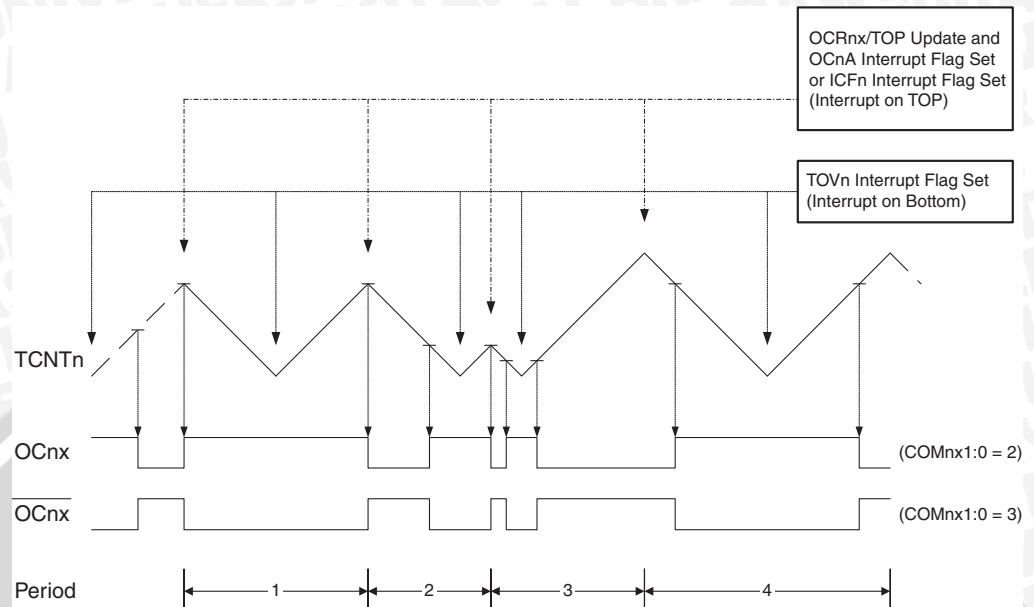 OCRnx/TOP Update and
OCnA Interrupt Flag Set
or ICFn Interrupt Flag Set
(Interrupt on TOP)
TOVn Interrupt Flag Set
(Interrupt on Bottom)
TCNTn
OCnx
(COMnx1:0 = 2)
OCnx
(COMnx1:0 = 3)
Period
1
2
3
4